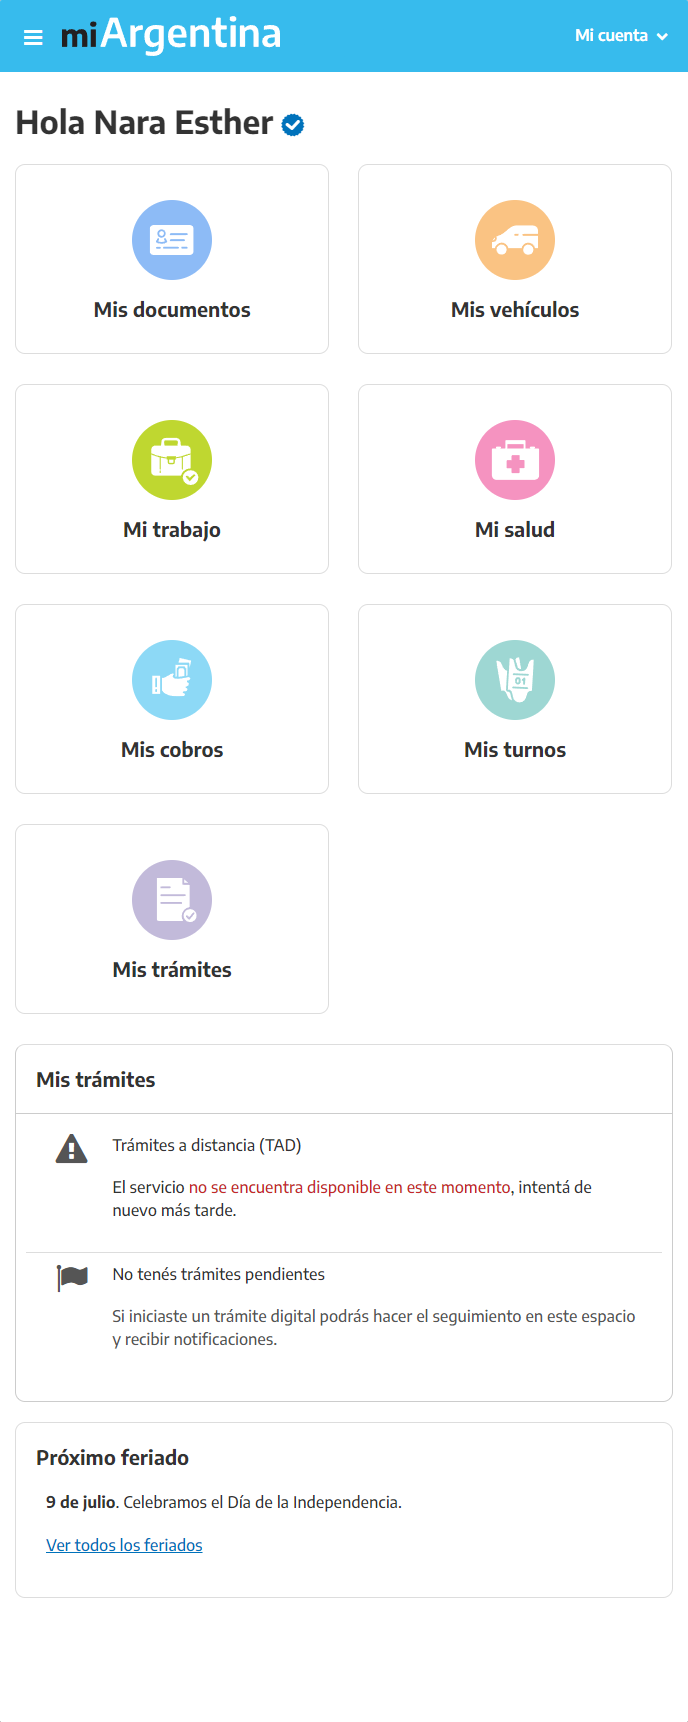 mi Argentina
Mi cuenta
Hola Nara Esther
Mis documentos
Mis vehículos
Mi trabajo
Mi salud
Mis cobros
01
Mis turnos
Mis trámites
Mis trámites
Trámites a distancia (TAD)
El servicio no se encuentra disponible en este momento, intentá de
nuevo más tarde.
No tenés trámites pendientes
Si iniciaste un trámite digital podrás hacer el seguimiento en este espacio
y recibir notificaciones.
Próximo feriado
9 de julio. Celebramos el Día de la Independencia.
Ver todos los feriados